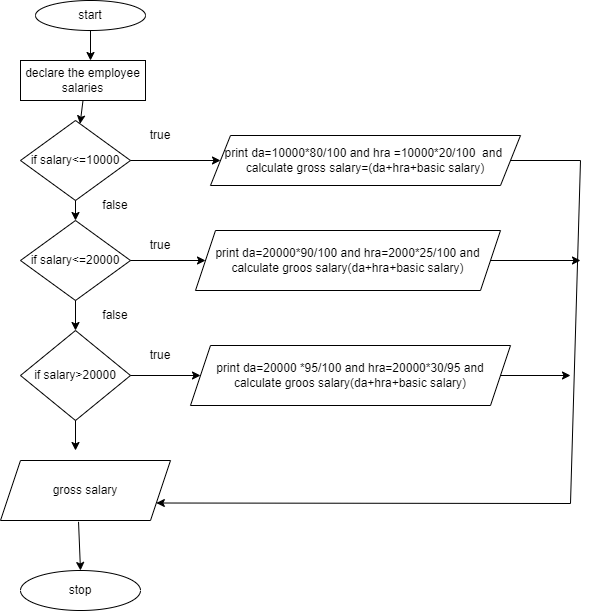 start
declare the employee
salaries
true
if salary<=10000
print da=10000*80/100 and hra =10000*20/100 and
calculate gross salary=(da+hra+basic salary)
false
true
if salary<=20000
print da=20000*90/100 and hra=2000*25/100 and
calculate groos salary(da+hra+basic salary)
false
true
if salary>20000
print da=20000 *95/100 and hra=20000*30/95 and
calculate groos salary(da+hra+basic salary)
gross salary
stop